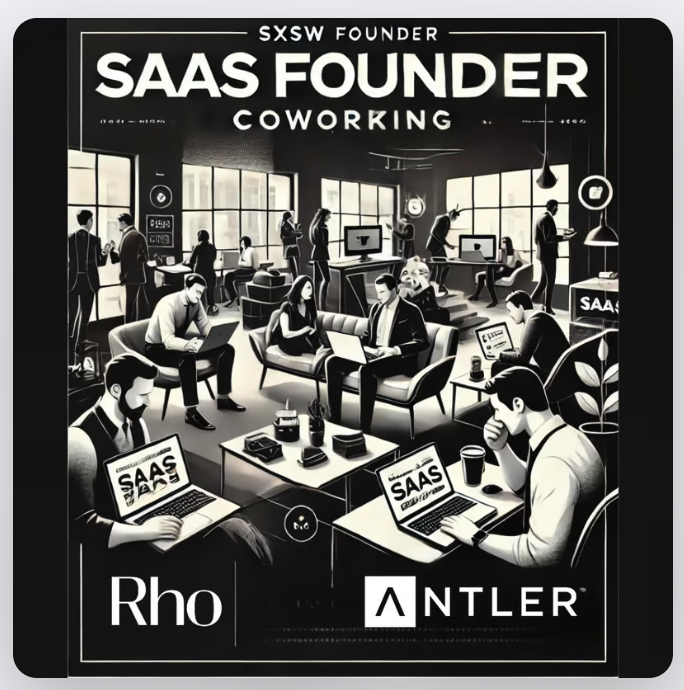 SXSW FOUNDER
SAAS FOUNDER
COWORKING
SAAS
SAAS
SAAS
Rho
ANTLER